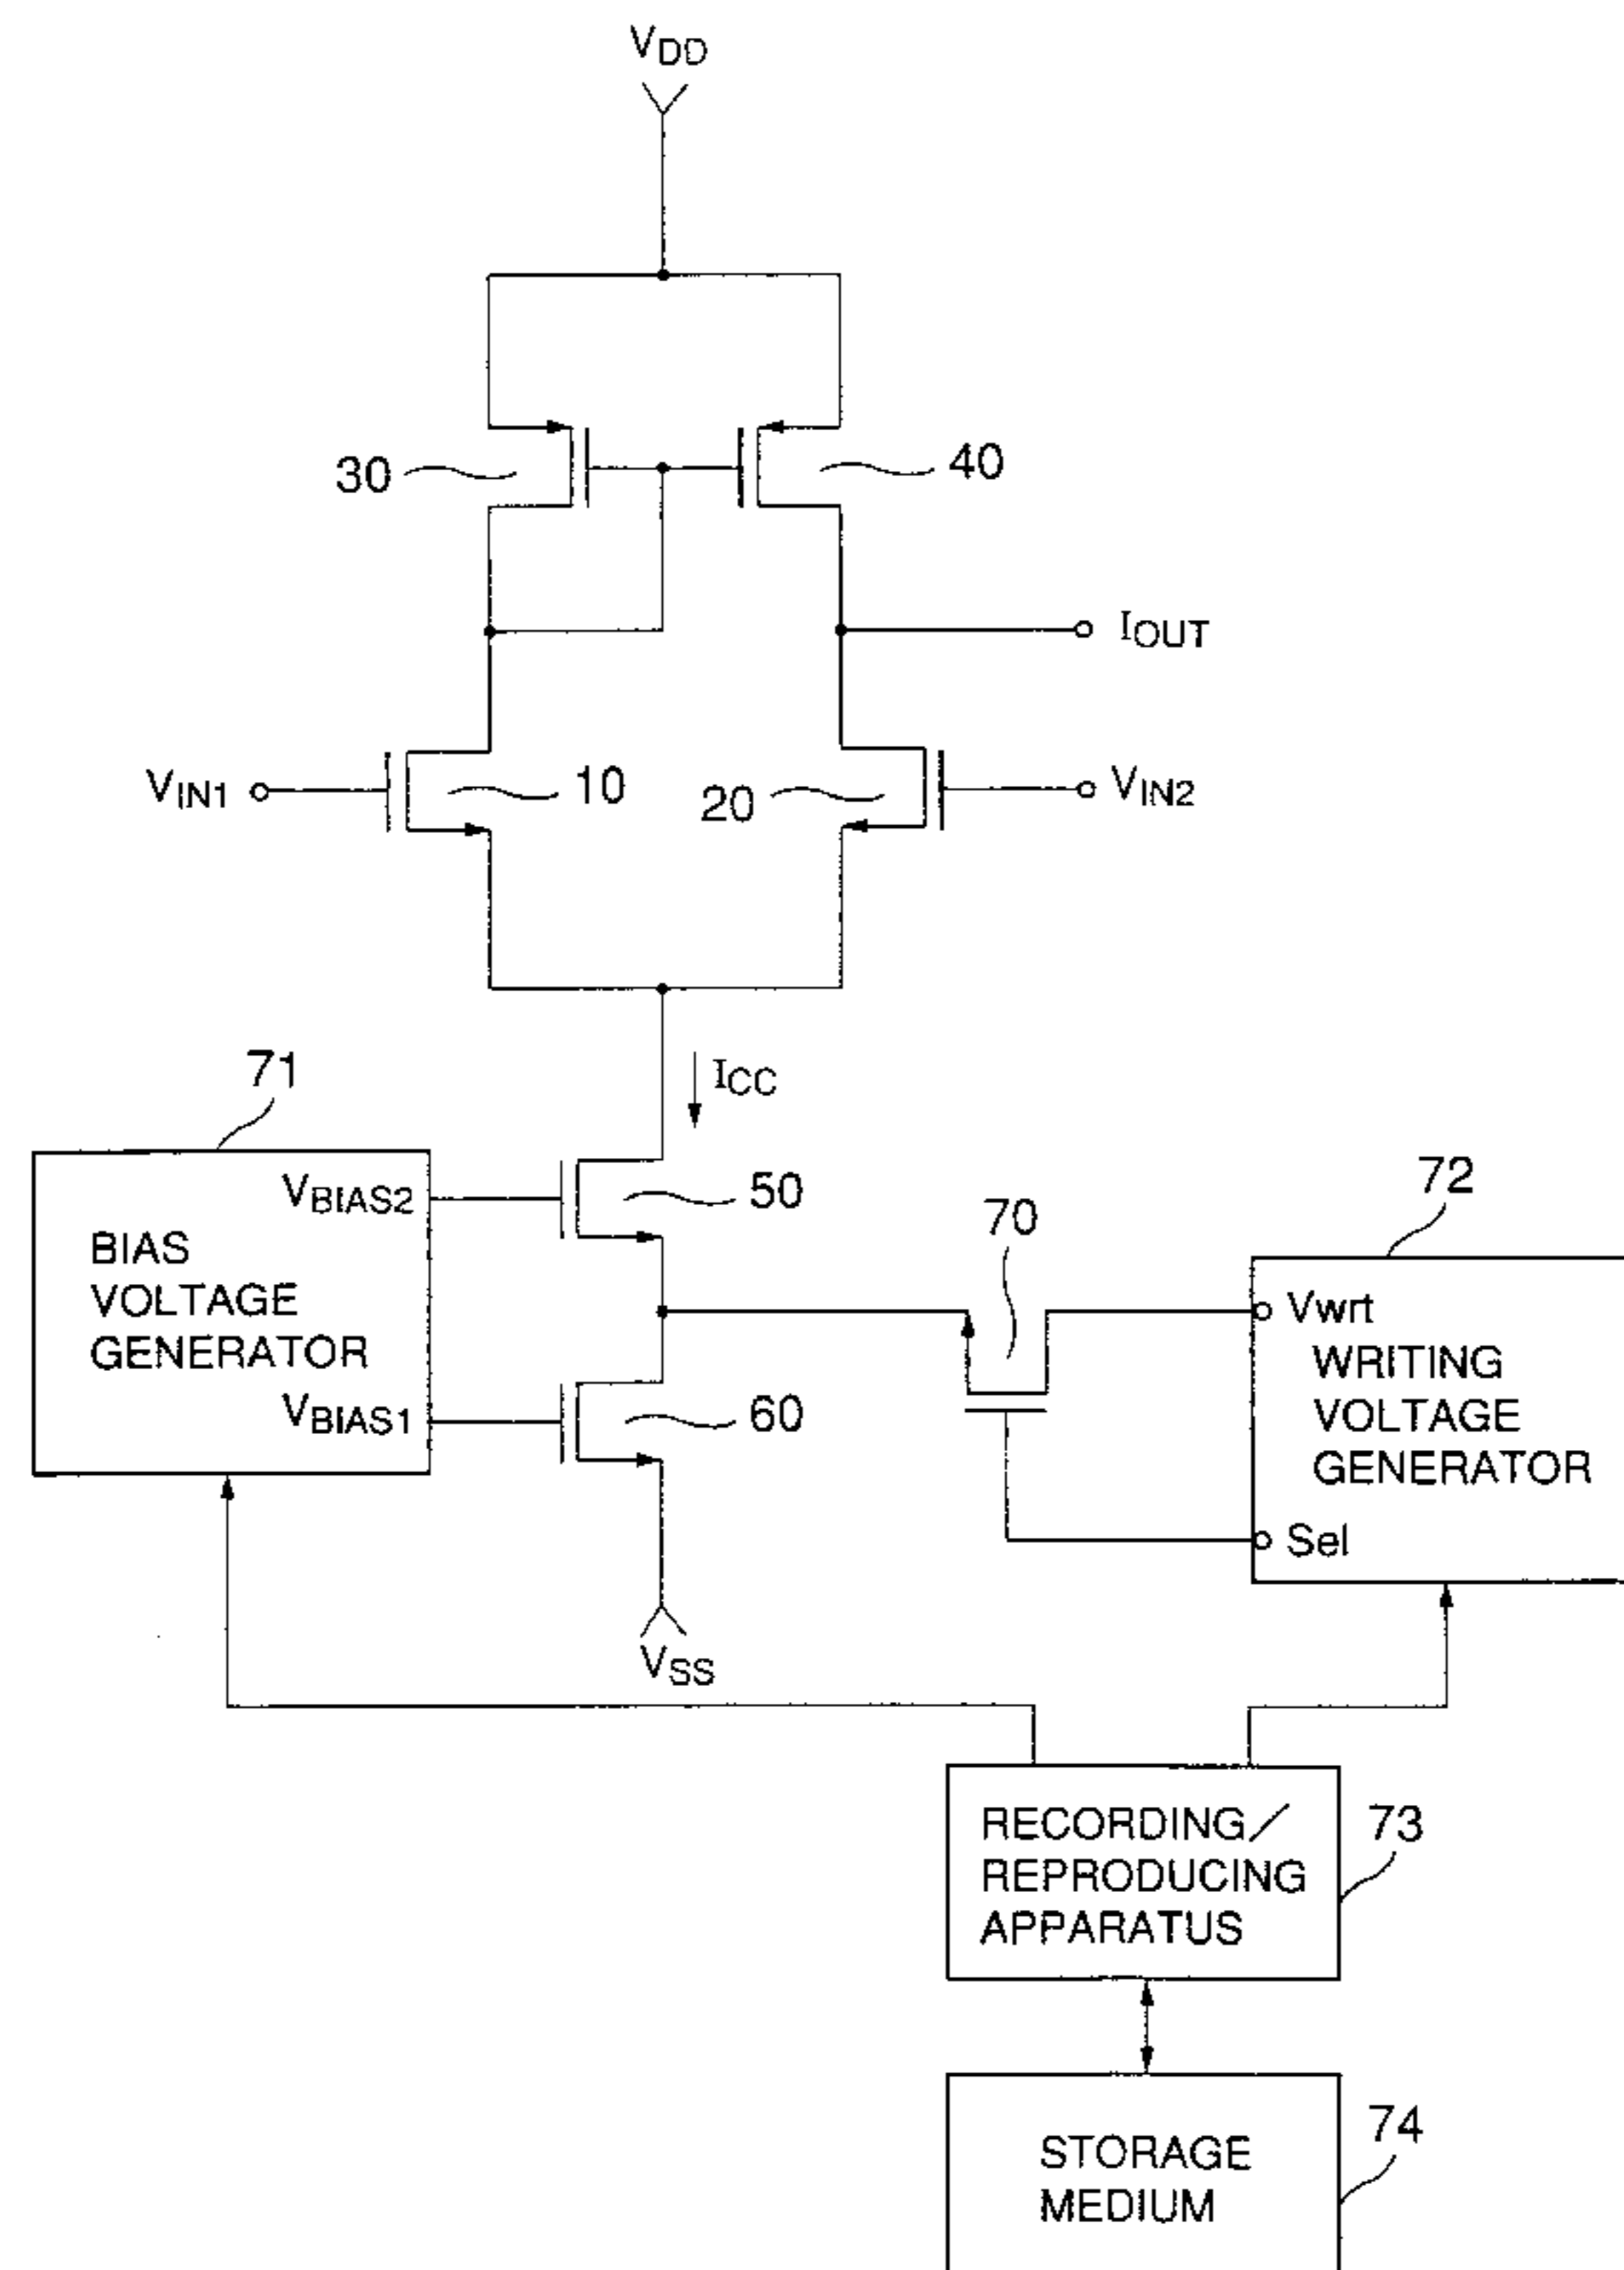 VDD
30
40
IOUT
VIN1
10
20
VIN2
ICC
71
VBIAS2
50
70
72
BIAS
VOLTAGE
GENERATOR
Vwrt
WRITING
VOLTAGE
GENERATOR
VBIAS1
60
Sel
VSS
RECORDING/
REPRODUCING
APPARATUS
73
STORAGE
MEDIUM
74